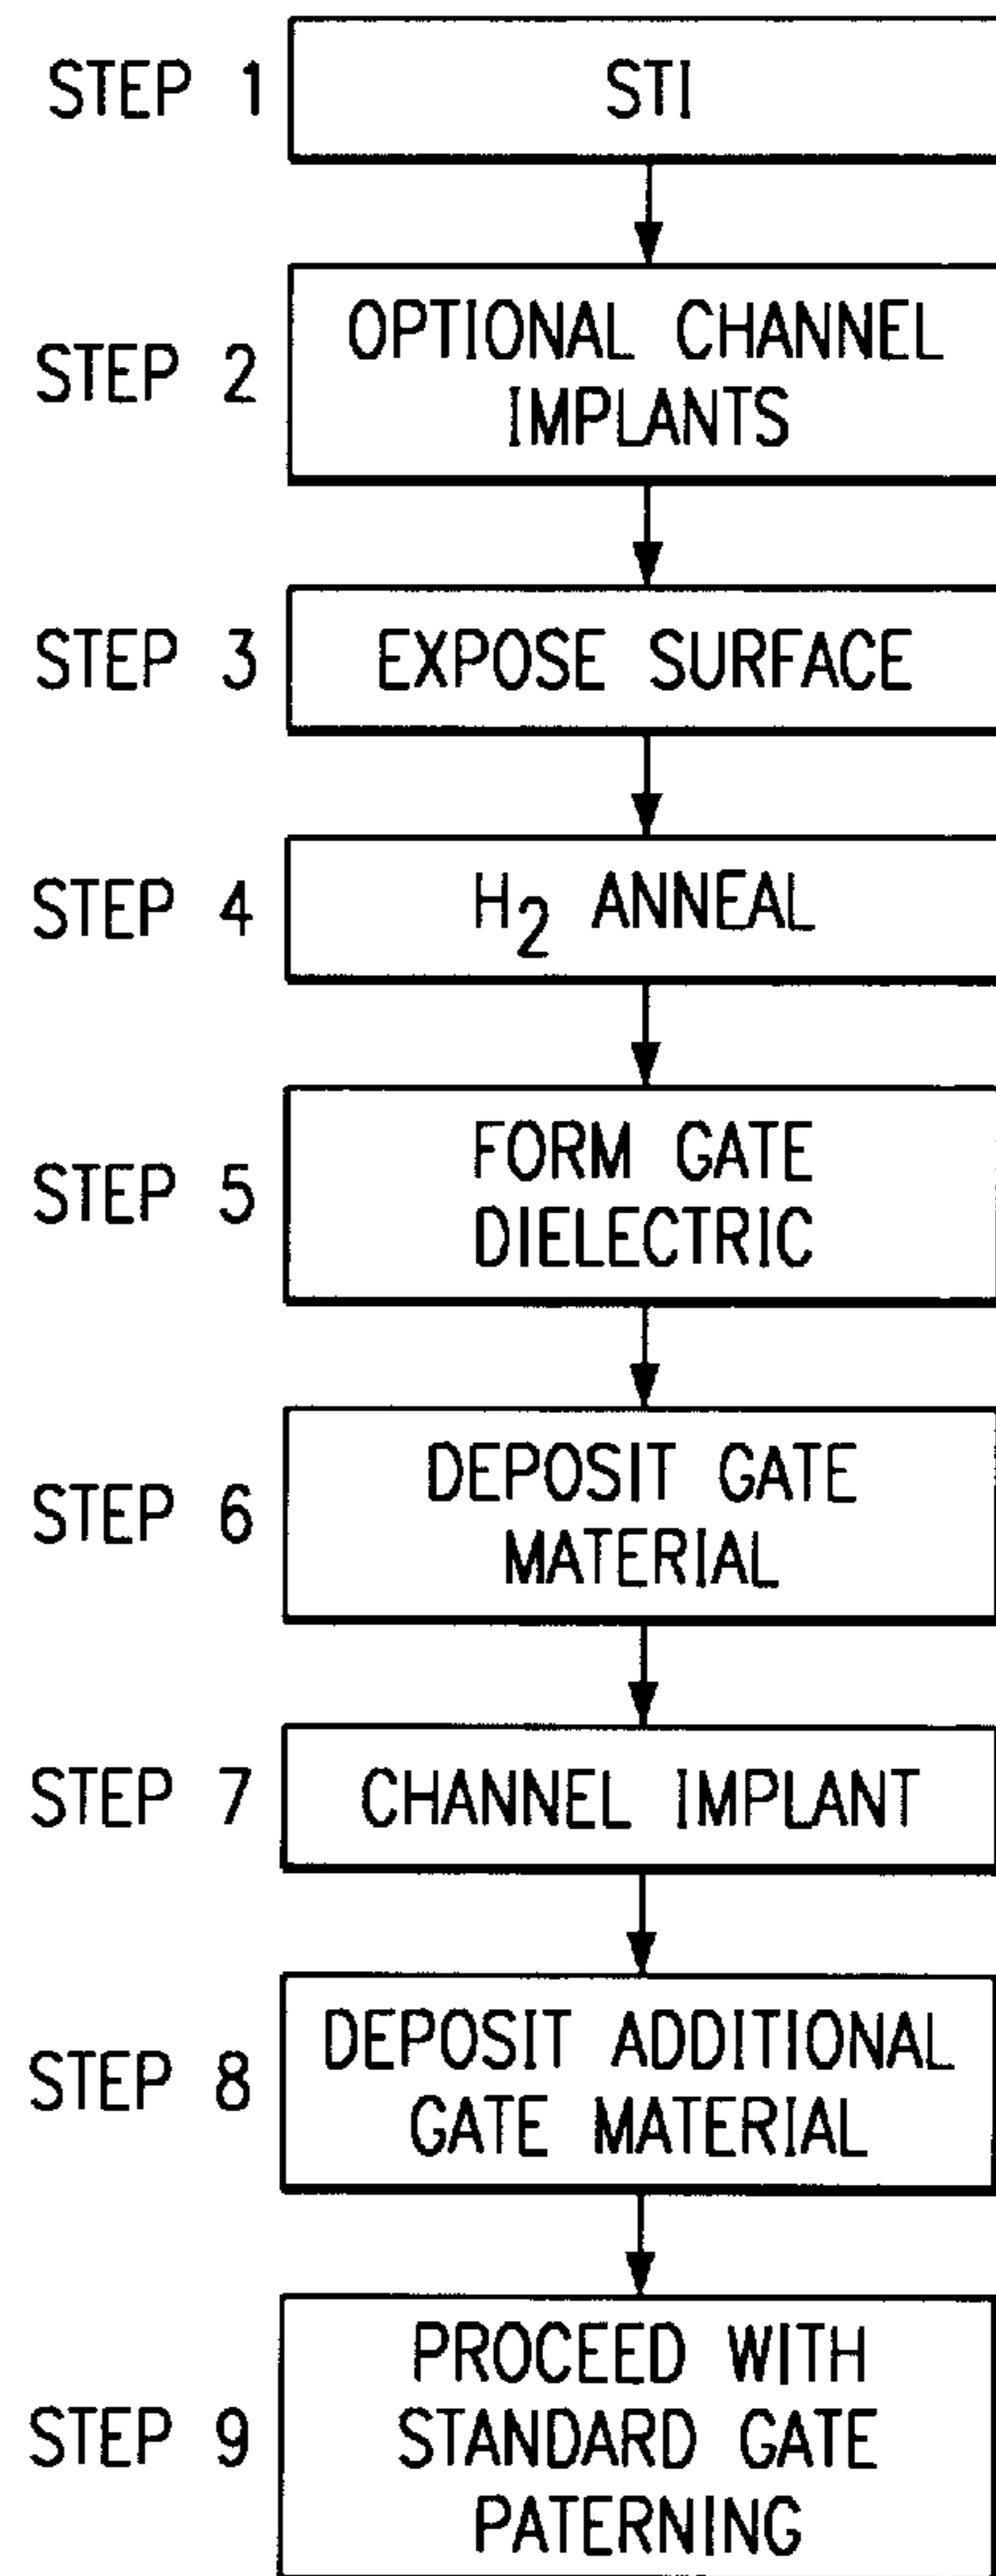 STEP 1
STI
STEP 2
OPTIONAL CHANNEL
IMPLANTS
STEP 3
EXPOSE SURFACE
STEP 4
H2 ANNEAL
STEP 5
FORM GATE
DIELECTRIC
STEP 6
DEPOSIT GATE
MATERIAL
STEP 7
CHANNEL IMPLANT
STEP 8
DEPOSIT ADDITIONAL
GATE MATERIAL
STEP 9
PROCEED WITH
STANDARD GATE
PATERNING